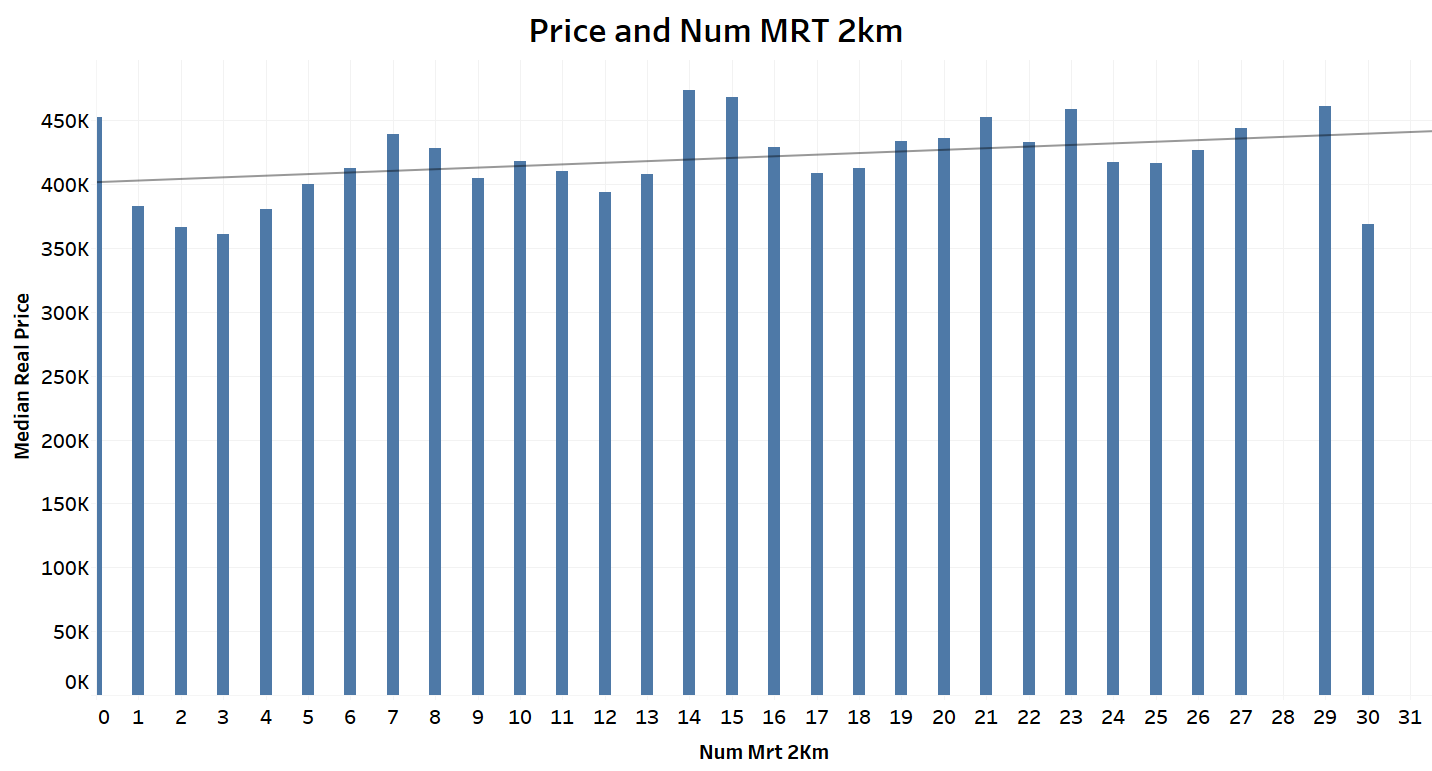 Price and Num MRT 2km
Median Real Price
450K
400K
350K
300K
250K
200K
150K
100K
50K
0K
0 1 2 3 4 5 6 7 8 9 10 11 12 13 14 15 16 17 18 19 20 21 22 23 24 25 26 27 28 29 30 31
Num Mrt 2Km